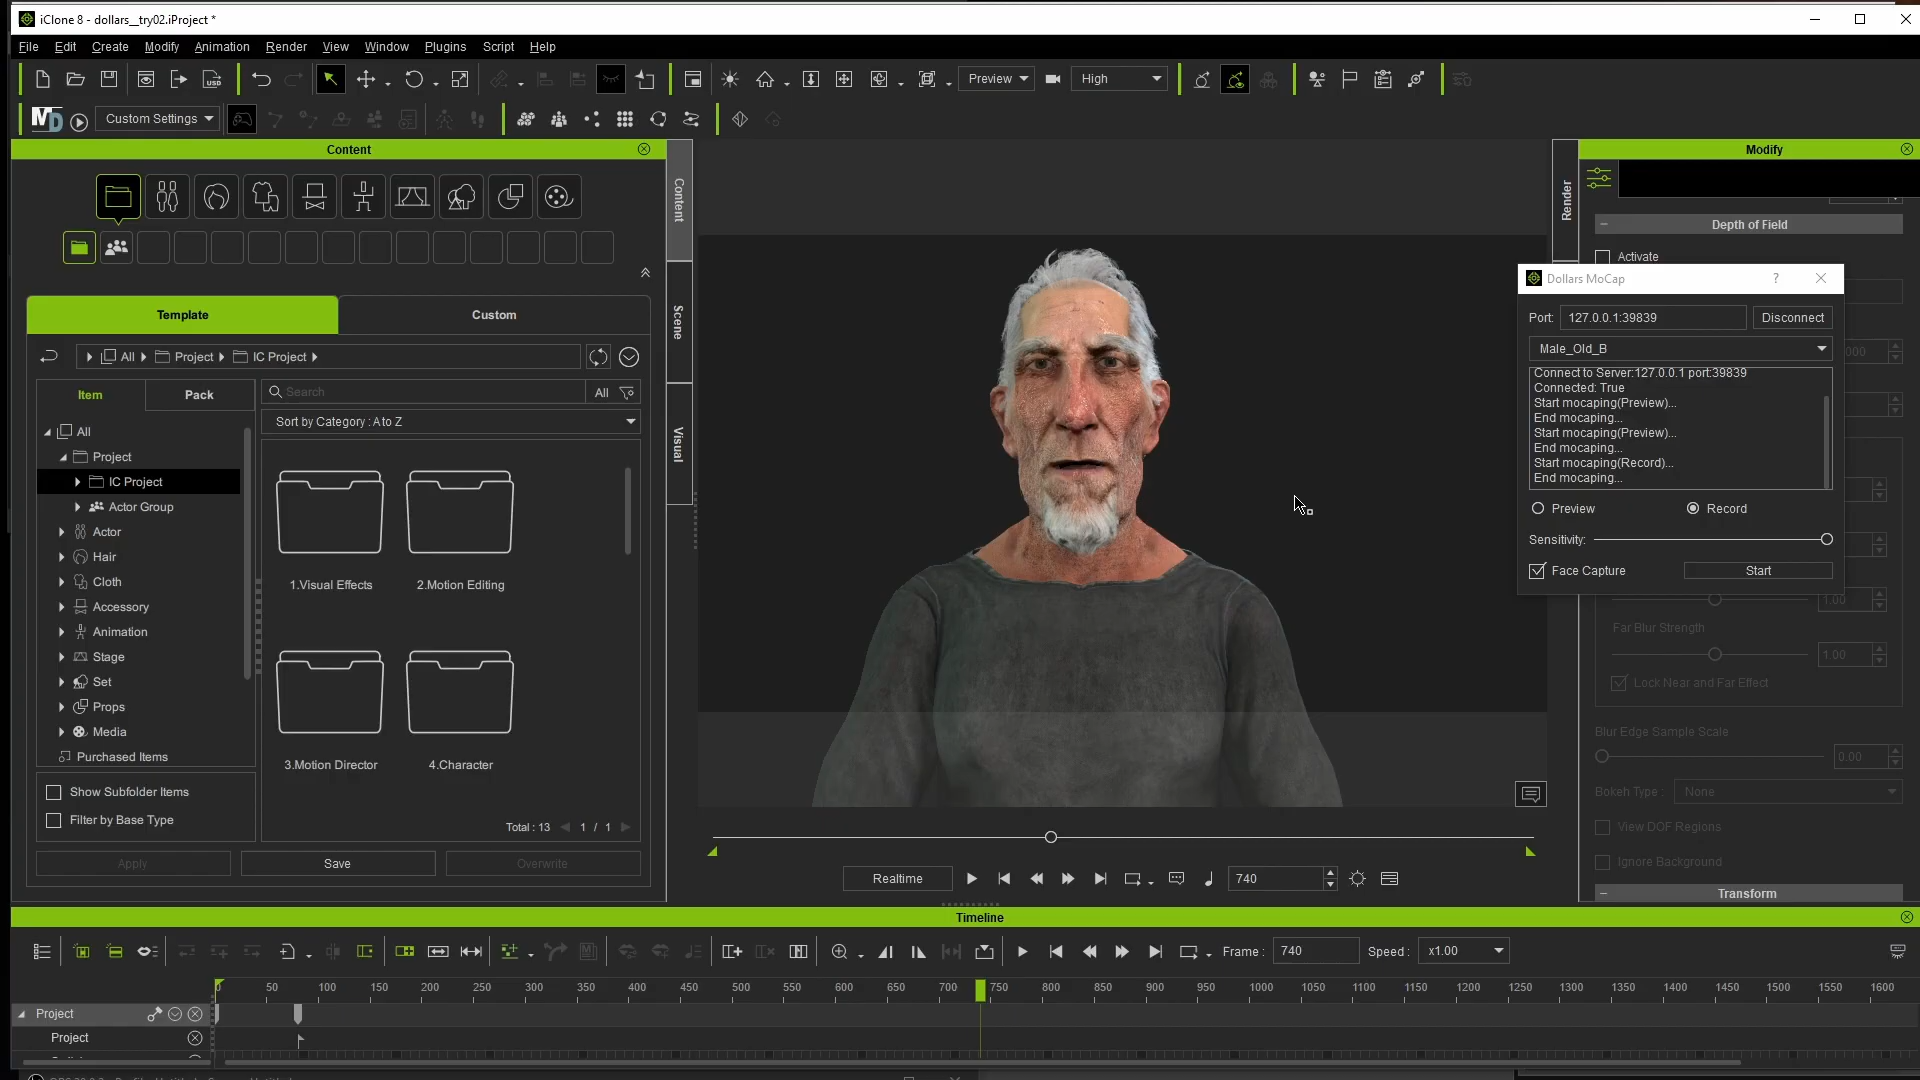 iClone 8 - dollars__try02.iProject *
File Edit Create Modify Animation Render View Window Plugins Script Help
Preview High
MD Custom Settings
Content
Template Custom
All Project IC Project
Item Pack
Search All
Sort by Category : A to Z
All
Project
IC Project
Actor Group
Actor
Hair
Cloth
Accessory
Animation
Stage
Set
Props
Media
Purchased Items
Show Subfolder Items
Filter by Base Type
1.Visual Effects 2.Motion Editing
3.Motion Director 4.Character
Total : 13 1 / 1
Apply Save Overwrite
Content
Scene
Visual
Render
Modify
Depth of Field
Activate
Dollars MoCap ?
Port: 127.0.0.1:39839 Disconnect
Male_Old_B
Connect to Server:127.0.0.1 port:39839
Connected: True
Start mocaping(Preview)...
End mocaping...
Start mocaping(Preview)...
End mocaping...
Start mocaping(Record)...
End mocaping...
Preview Record
Sensitivity:
Face Capture Start
1.00
Far Blur Strength
1.00
Lock Near and Far Effect
Blur Edge Sample Scale
0.00
Bokeh Type : None
View DOF Regions
Ignore Background
Transform
Realtime 740
Timeline
Frame : 740 Speed : x1.00
0 50 100 150 200 250 300 350 400 450 500 550 600 650 700 750 800 850 900 950 1000 1050 1100 1150 1200 1250 1300 1350 1400 1450 1500 1550 1600
Project
Project